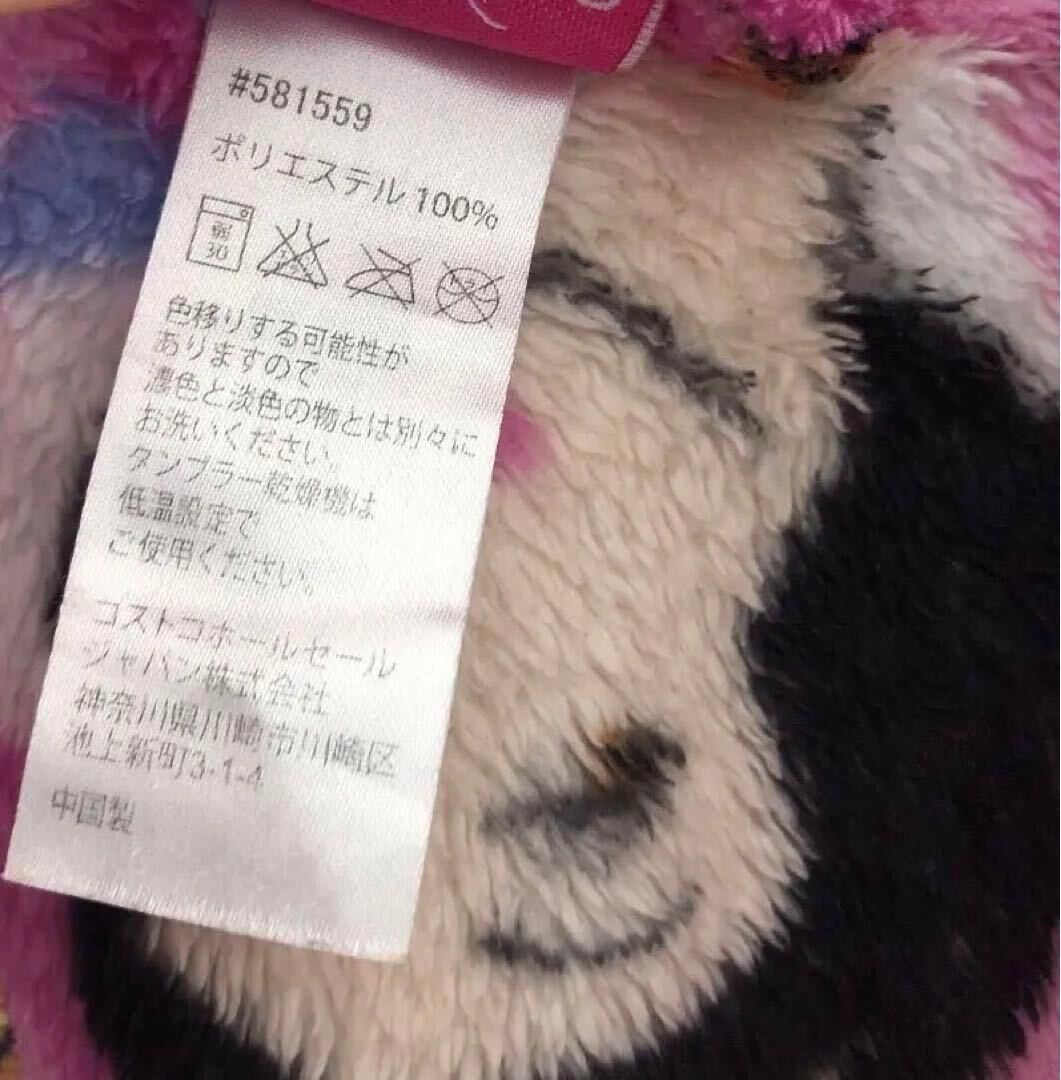 #581559
ポリエステル 100%
弱
30
色移りする可能性が
ありますので
濃色と淡色の物とは別々に
お洗いください。
タンブラー乾燥機は
低温設定で
ご使用ください。
コストコホールセール
ジャパン株式会社
神奈川県川崎市川崎区
池上新町3-1-4
中国製